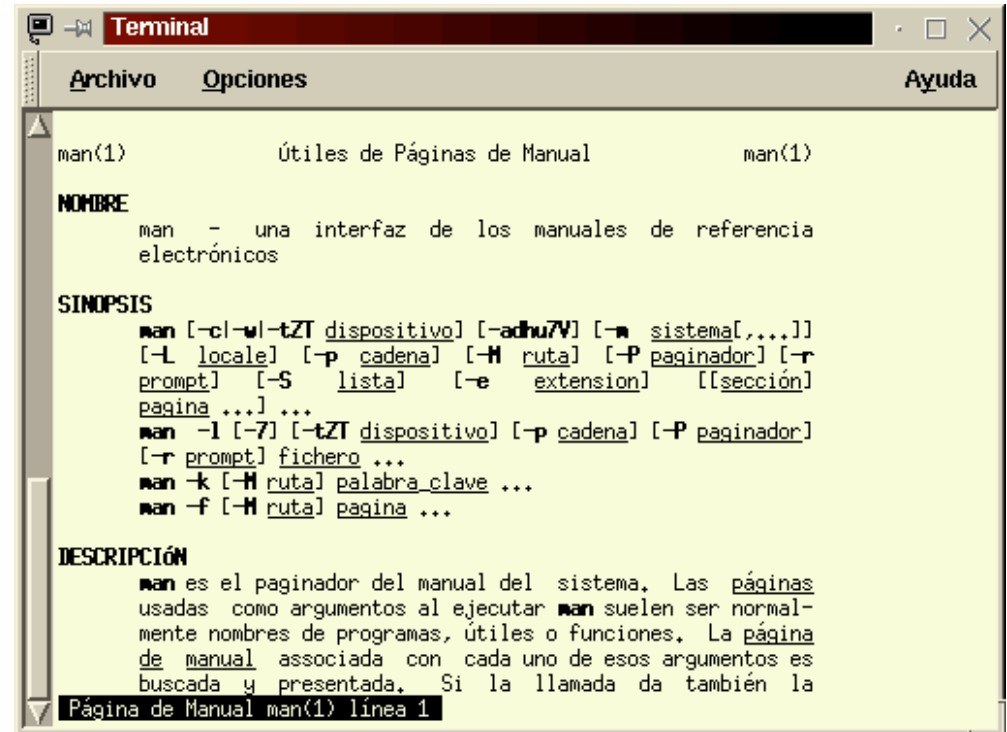 Terminal
Archivo Opciones Ayuda
man(1) Útiles de Páginas de Manual man(1)
NOMBRE
man - una interfaz de los manuales de referencia
electrónicos
SINOPSIS
man [-c|-w|-tZT dispositivo] [-adhu7V] [-m sistema[,...]]
[-L locale] [-p cadena] [-M ruta] [-P paginador] [-r
prompt] [-S lista] [-e extension] [[sección]
pagina ...] ...
man -l [-7] [-tZT dispositivo] [-p cadena] [-P paginador]
[-r prompt] fichero ...
man -k [-M ruta] palabra_clave ...
man -f [-M ruta] pagina ...
DESCRIPCIóN
man es el paginador del manual del sistema. Las páginas
usadas como argumentos al ejecutar man suelen ser normal-
mente nombres de programas, útiles o funciones. La página
de manual associada con cada uno de esos argumentos es
buscada y presentada. Si la llamada da también la
Página de Manual man(1) línea 1